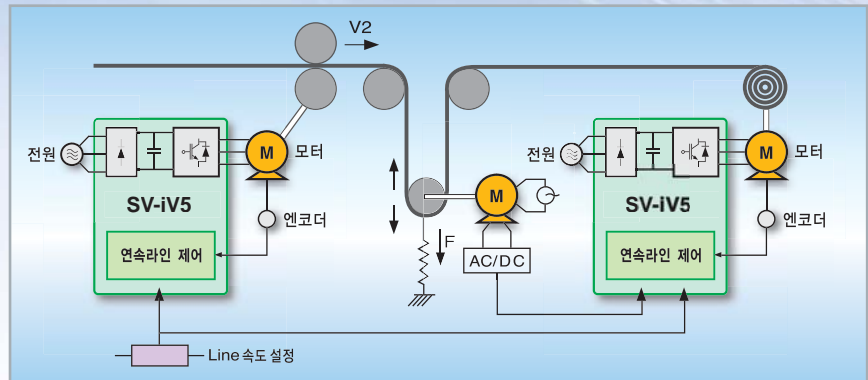 V2
전원
M
모터
SV-iV5
엔코더
연속라인 제어
F
M
AC/DC
전원
M
모터
SV-iV5
엔코더
연속라인 제어
Line 속도 설정